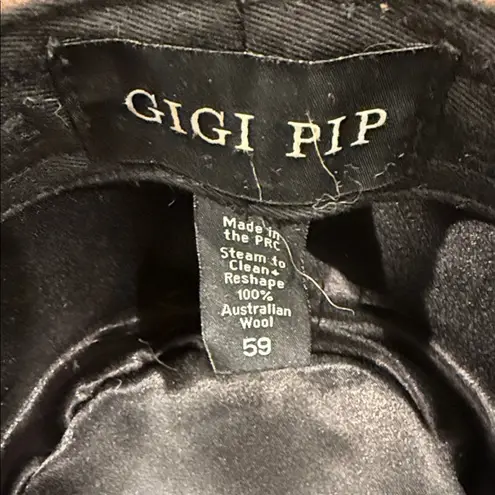 GIGI PIP
Made in
the PRC
Steam to
Clean +
Reshape
100%
Australian
Wool
59